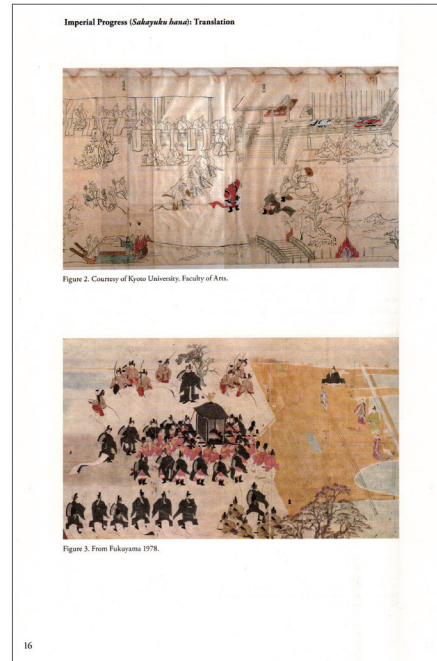 Imperial Progress (Sakayuku hana): Translation
Figure 2. Courtesy of Kyoto University, Faculty of Arts.
Figure 3. From Fukuyama 1978.
16